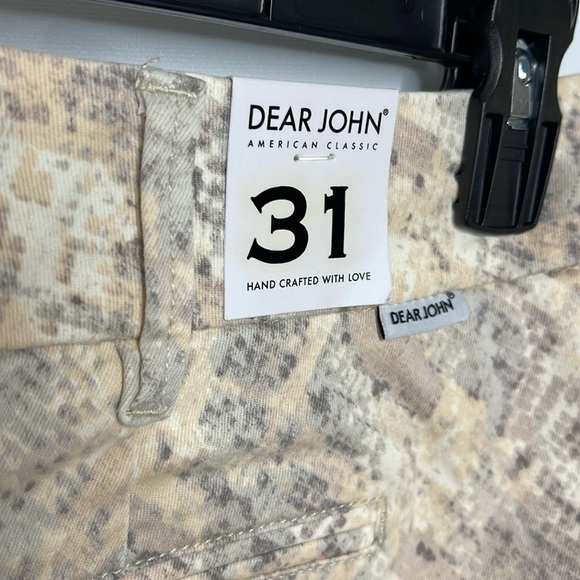 DEAR JOHN®
AMERICAN CLASSIC
31
HAND CRAFTED WITH LOVE
DEAR JOHN®